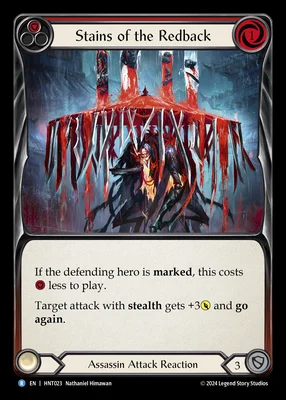 Stains of the Redback
If the defending hero is marked, this costs
less to play.
Target attack with stealth gets +3 and go
again.
Assassin Attack Reaction
3
R EN | HNT023 Nathaniel Himawan
© 2024 Legend Story Studios